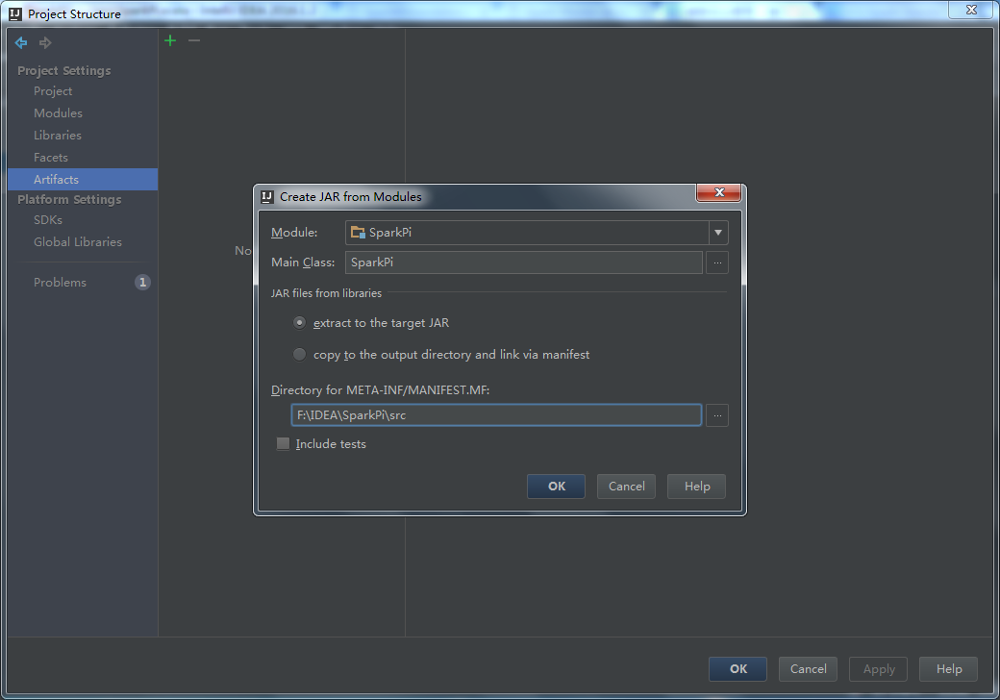 Project Structure
Project Settings
Project
Modules
Libraries
Facets
Artifacts
Platform Settings
SDKs
Global Libraries
Problems 1
No
Create JAR from Modules
Module: SparkPi
Main Class: SparkPi ...
JAR files from libraries
extract to the target JAR
copy to the output directory and link via manifest
Directory for META-INF/MANIFEST.MF:
F:\IDEA\SparkPi\src ...
Include tests
OK Cancel Help
OK Cancel Apply Help